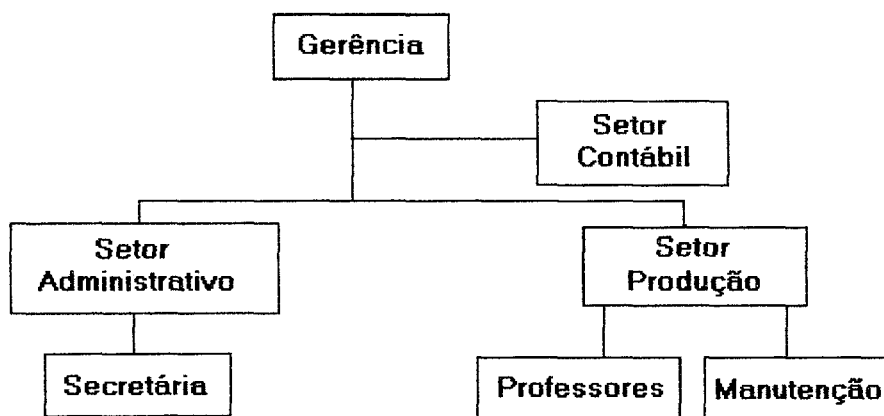 Gerência
Setor
Contábil
Setor
Administrativo
Setor
Produção
Secretária
Professores
Manutenção